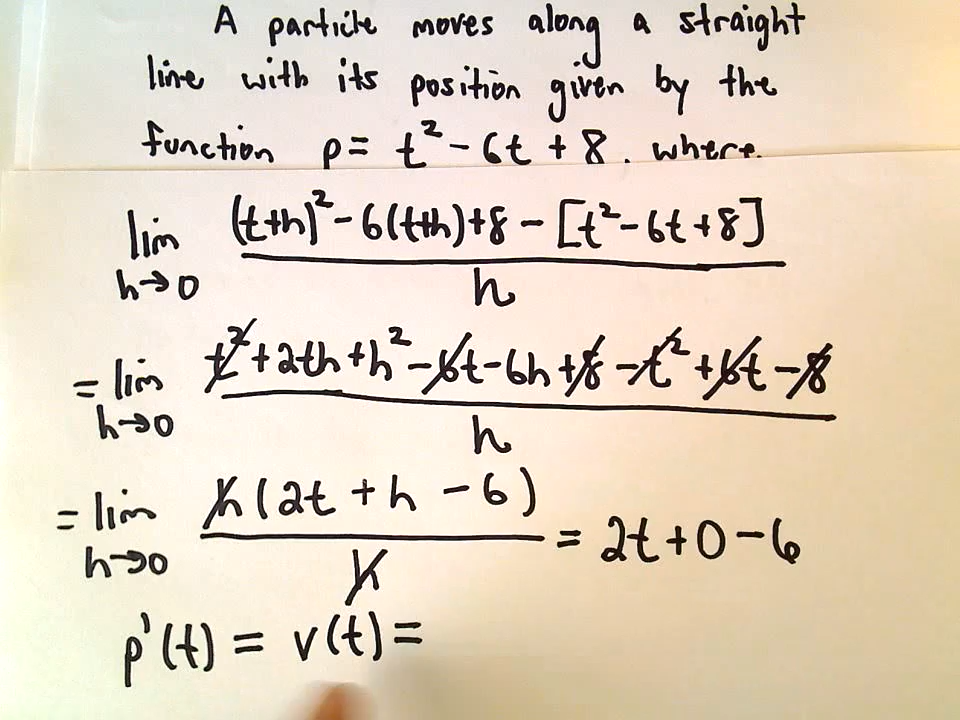 A particle moves along a straight
line with its position given by the
function p = t² - 6t + 8, where
lim h→0 (t+h)² - 6(t+h) + 8 - [t² - 6t + 8] / h
= lim h→0 t² + 2th + h² - 6t - 6h + 8 - t² + 6t - 8 / h
= lim h→0 h(2t + h - 6) / h = 2t + 0 - 6
p'(t) = v(t) =